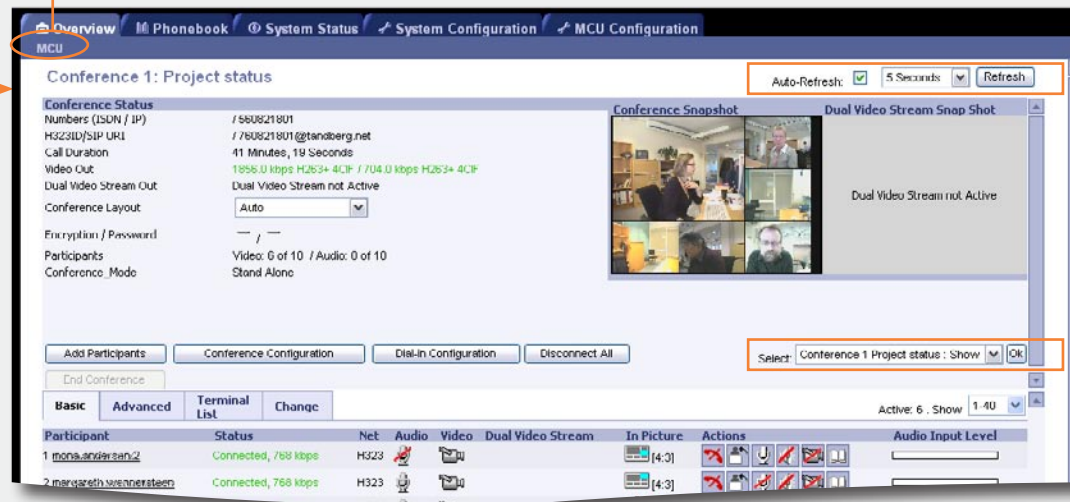 Overview Phonebook System Status System Configuration MCU Configuration
MCU
Conference 1: Project status
Auto-Refresh: 5 Seconds Refresh
Conference Status
Conference Snapshot Dual Video Stream Snap Shot
Numbers (ISDN / IP) / 560821801
H323ID/SIP URI / 760821801@tandberg.net
Call Duration 41 Minutes, 19 Seconds
Video Out 1856.0 kbps H263+ 4CIF / 704.0 kbps H263+ 4CIF
Dual Video Stream Out Dual Video Stream not Active
Dual Video Stream not Active
Conference Layout Auto
Encryption / Password — / —
Participants Video: 6 of 10 / Audio: 0 of 10
Conference Mode Stand Alone
Add Participants Conference Configuration Dial-In Configuration Disconnect All
Select: Conference 1 Project status : Show Ok
End Conference
Basic Advanced Terminal List Change
Active: 6 . Show 1-40
Participant Status Net Audio Video Dual Video Stream In Picture Actions Audio Input Level
1 mona.andersen.2 Connected, 768 kbps H323 [4:3]
2 margareth.wennersteen Connected, 768 kbps H323 [4:3]